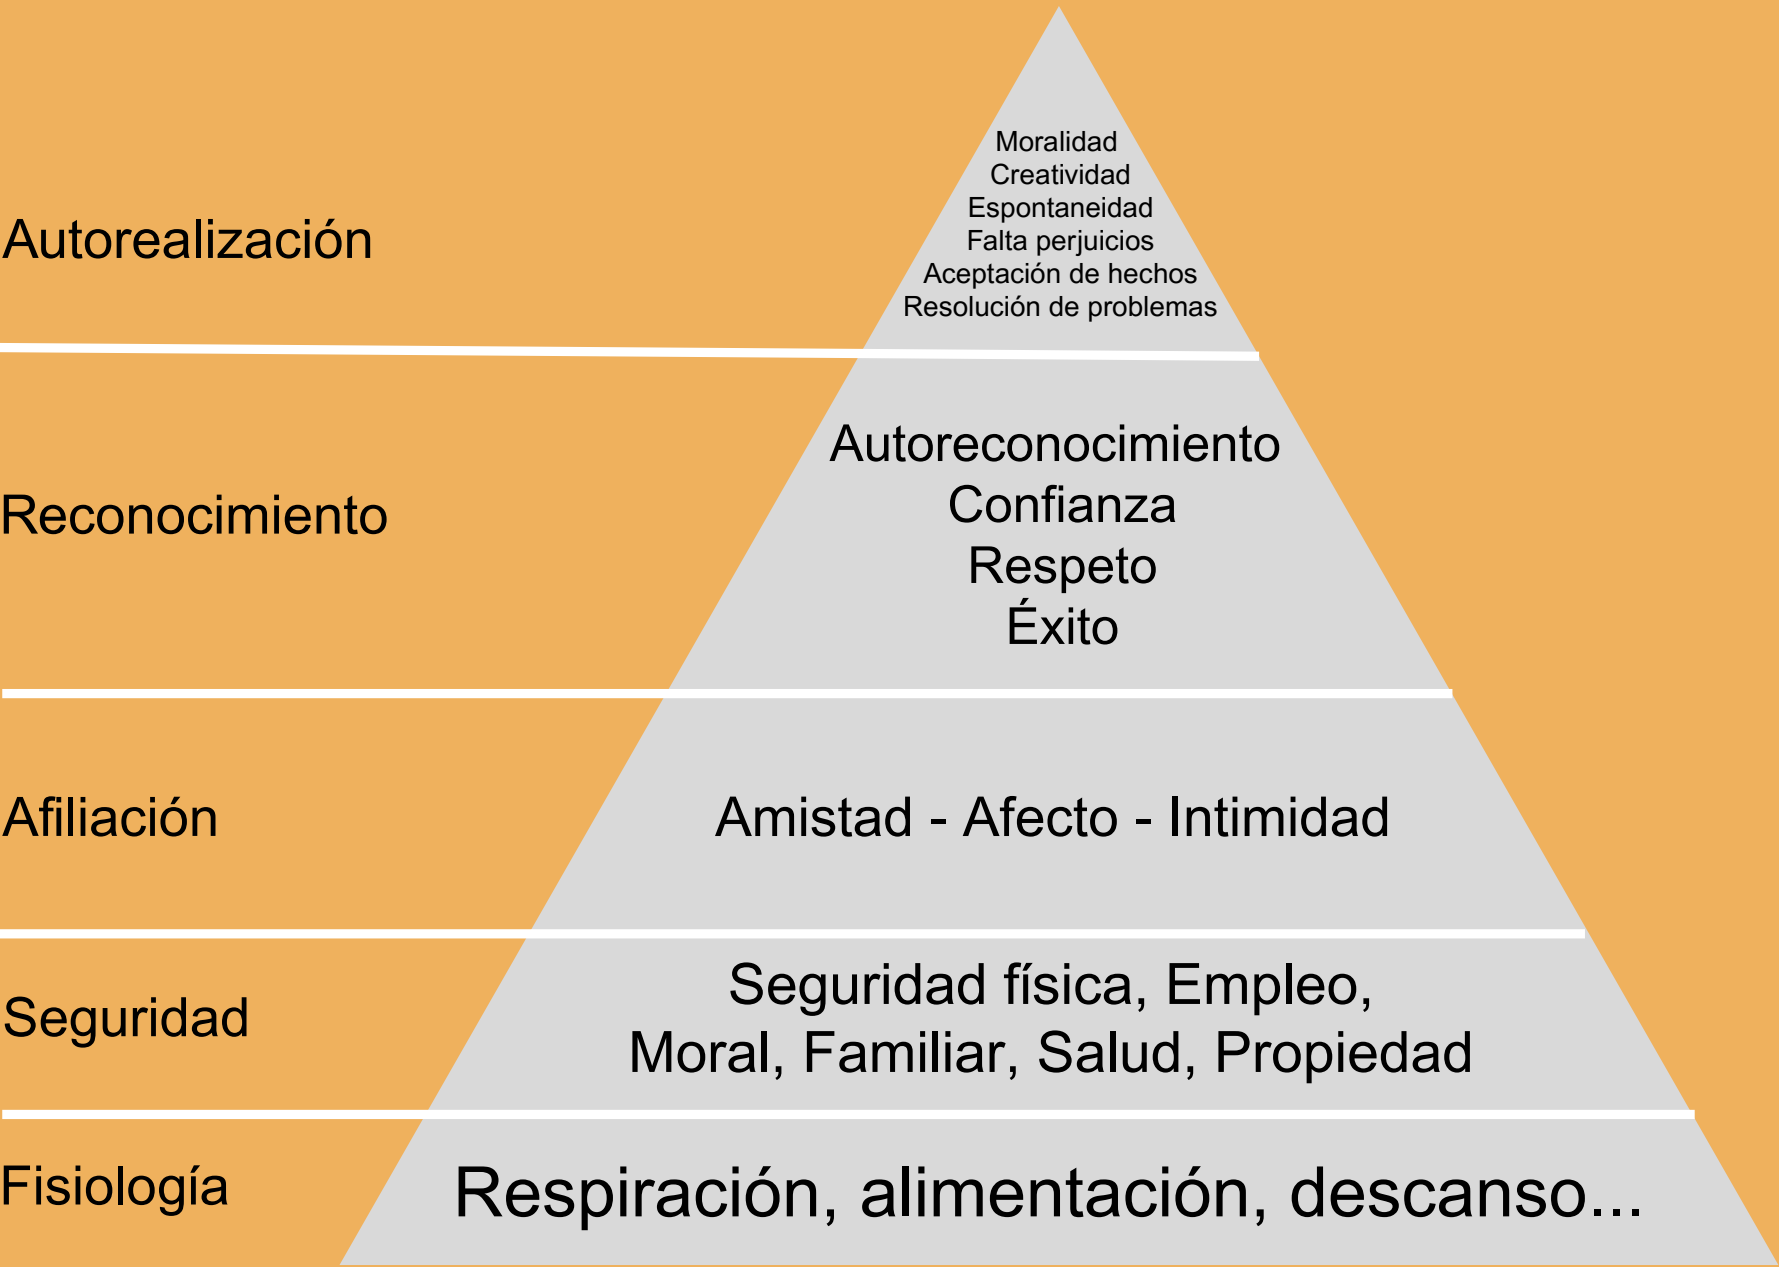 Moralidad
Creatividad
Espontaneidad
Falta perjuicios
Aceptación de hechos
Resolución de problemas
Autorealización
Autoreconocimiento
Confianza
Respeto
Éxito
Reconocimiento
Afiliación
Amistad - Afecto - Intimidad
Seguridad
Seguridad física, Empleo,
Moral, Familiar, Salud, Propiedad
Fisiología
Respiración, alimentación, descanso...